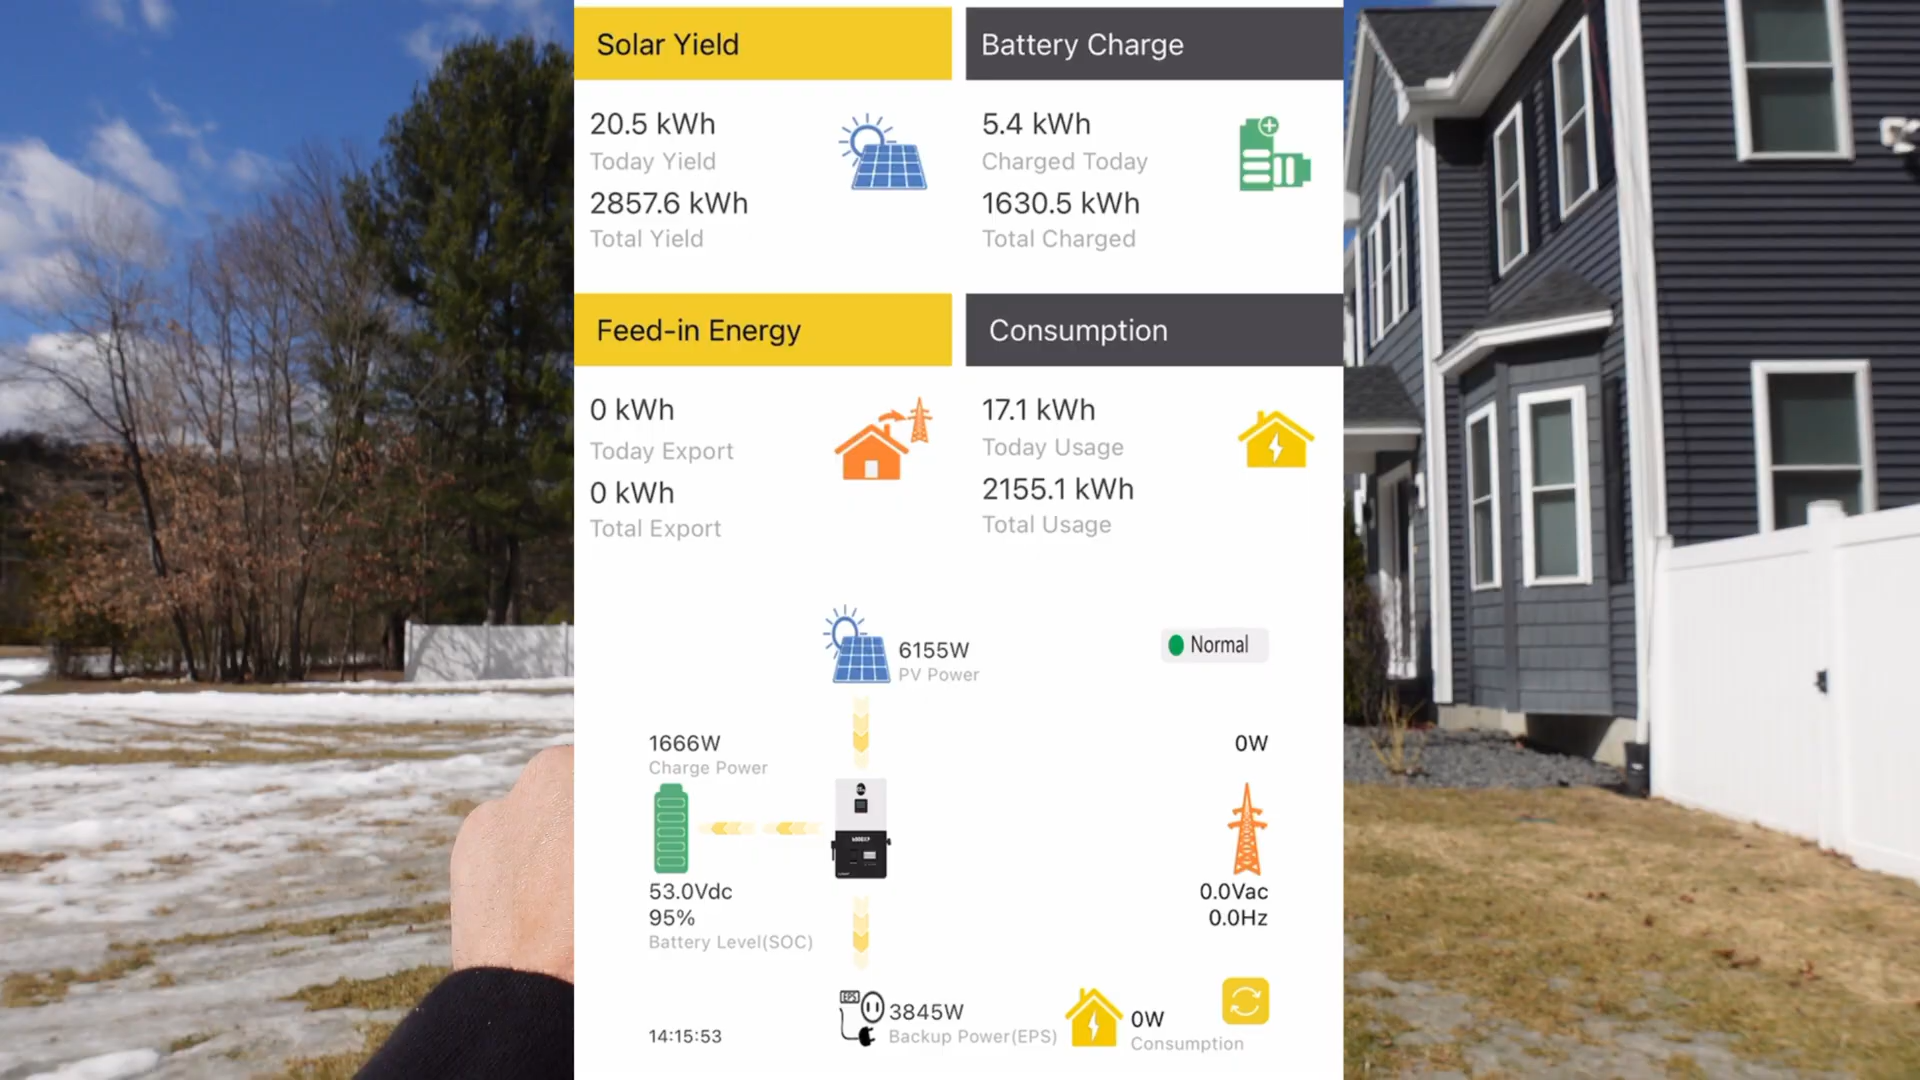 Solar Yield
Battery Charge
20.5 kWh
Today Yield
2857.6 kWh
Total Yield
5.4 kWh
Charged Today
1630.5 kWh
Total Charged
Feed-in Energy
Consumption
0 kWh
Today Export
0 kWh
Total Export
17.1 kWh
Today Usage
2155.1 kWh
Total Usage
6155W
PV Power
Normal
1666W
Charge Power
0W
53.0Vdc
95%
Battery Level(SOC)
0.0Vac
0.0Hz
EPS
3845W
Backup Power(EPS)
0W
Consumption
14:15:53